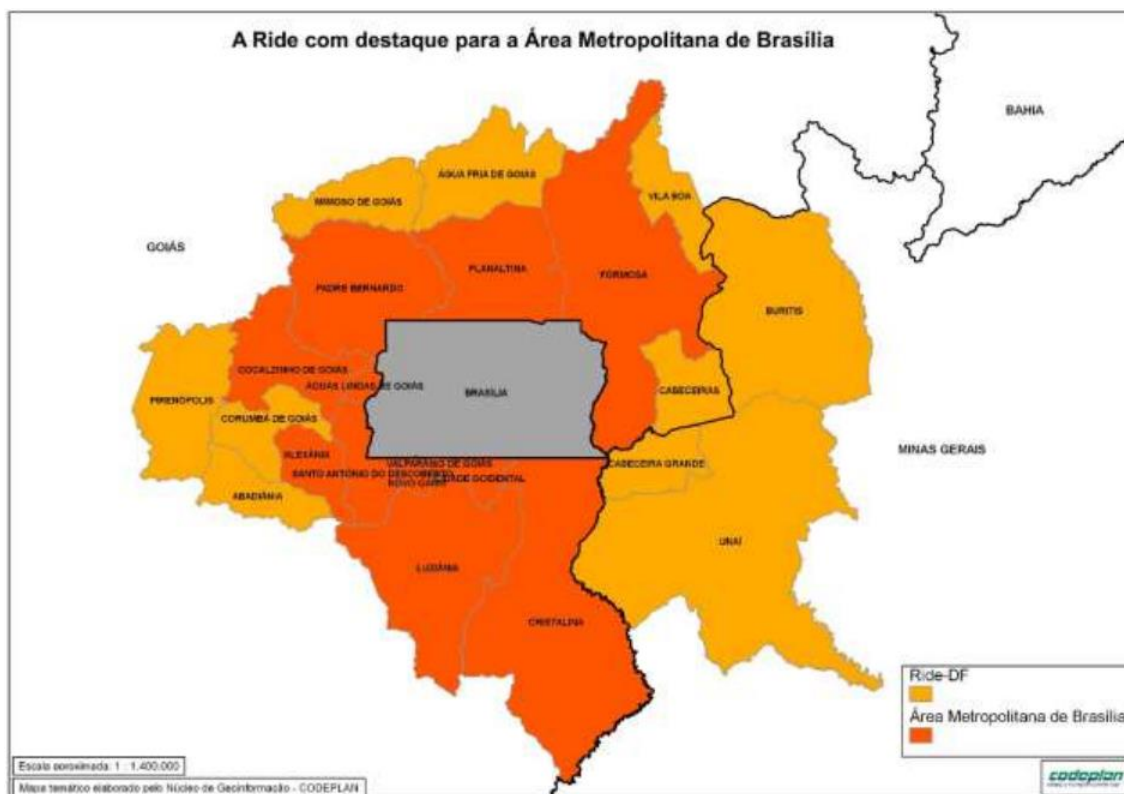 A Ride com destaque para a Área Metropolitana de Brasília
BAHIA
ÁGUA FRIA DE GOIÁS
MIMOSO DE GOIÁS
VILA BOA
GOIÁS
PLANALTINA
FORMOSA
PADRE BERNARDO
BURITIS
COCALZINHO DE GOIÁS
ÁGUAS LINDAS DE GOIÁS
BRASÍLIA
CABECEIRAS
PIRENÓPOLIS
CORUMBÁ DE GOIÁS
MINAS GERAIS
ALEXÂNIA
VALPARAÍSO DE GOIÁS
CABECEIRA GRANDE
SANTO ANTÔNIO DO DESCOBERTO
CIDADE OCIDENTAL
NOVO GAMA
ABADIÂNIA
UNAÍ
LUZIÂNIA
CRISTALINA
Ride-DF
Área Metropolitana de Brasília
Escala aproximada: 1 : 1.400.000
Mapa temático elaborado pelo Núcleo de Geoinformação - CODEPLAN
codeplan